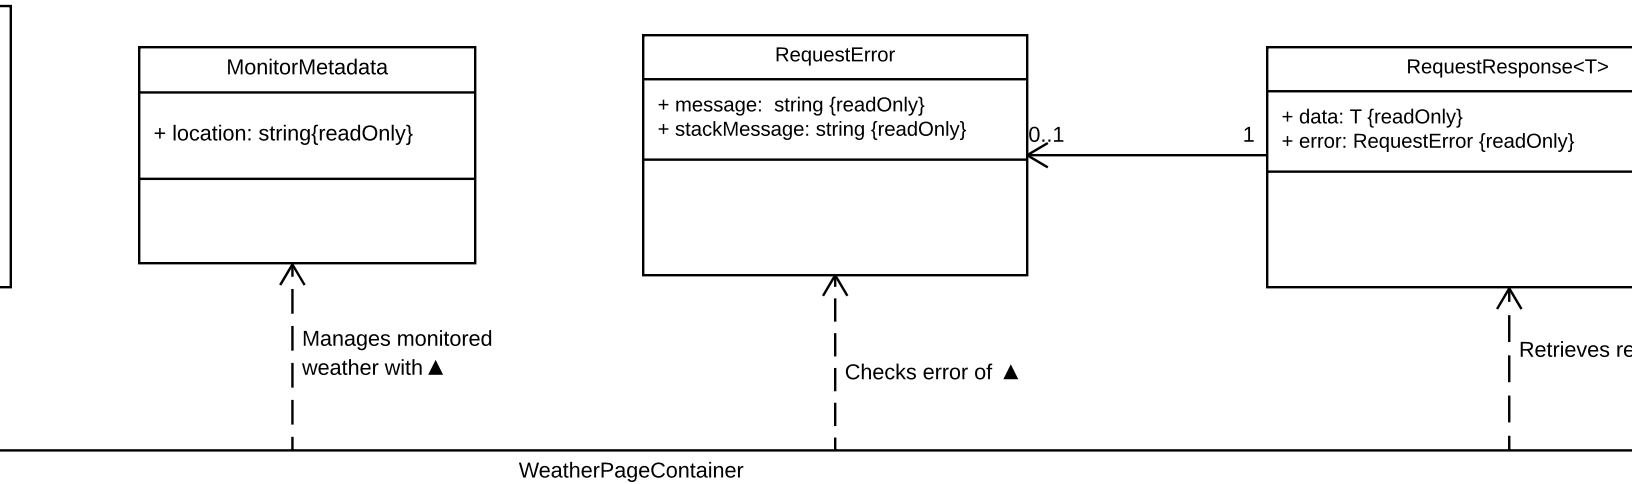 MonitorMetadata
+ location: string{readOnly}
RequestError
+ message:  string {readOnly}
+ stackMessage: string {readOnly}
0..1
1
RequestResponse<T>
+ data: T {readOnly}
+ error: RequestError {readOnly}
Manages monitored
weather with ▲
Checks error of ▲
Retrieves re
WeatherPageContainer